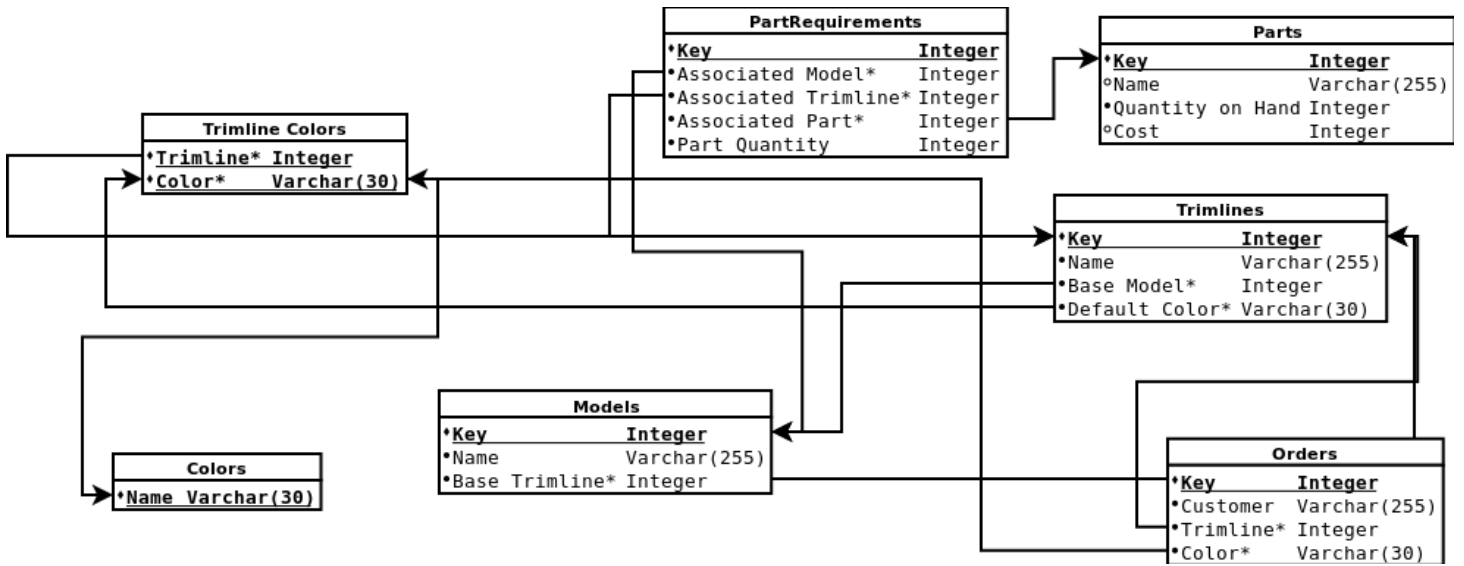 PartRequirements
Key Integer
Associated Model* Integer
Associated Trimline* Integer
Associated Part* Integer
Part Quantity Integer
Parts
Key Integer
Name Varchar(255)
Quantity on Hand Integer
Cost Integer
Trimline Colors
Trimline* Integer
Color* Varchar(30)
Trimlines
Key Integer
Name Varchar(255)
Base Model* Integer
Default Color* Varchar(30)
Models
Key Integer
Name Varchar(255)
Base Trimline* Integer
Colors
Name Varchar(30)
Orders
Key Integer
Customer Varchar(255)
Trimline* Integer
Color* Varchar(30)